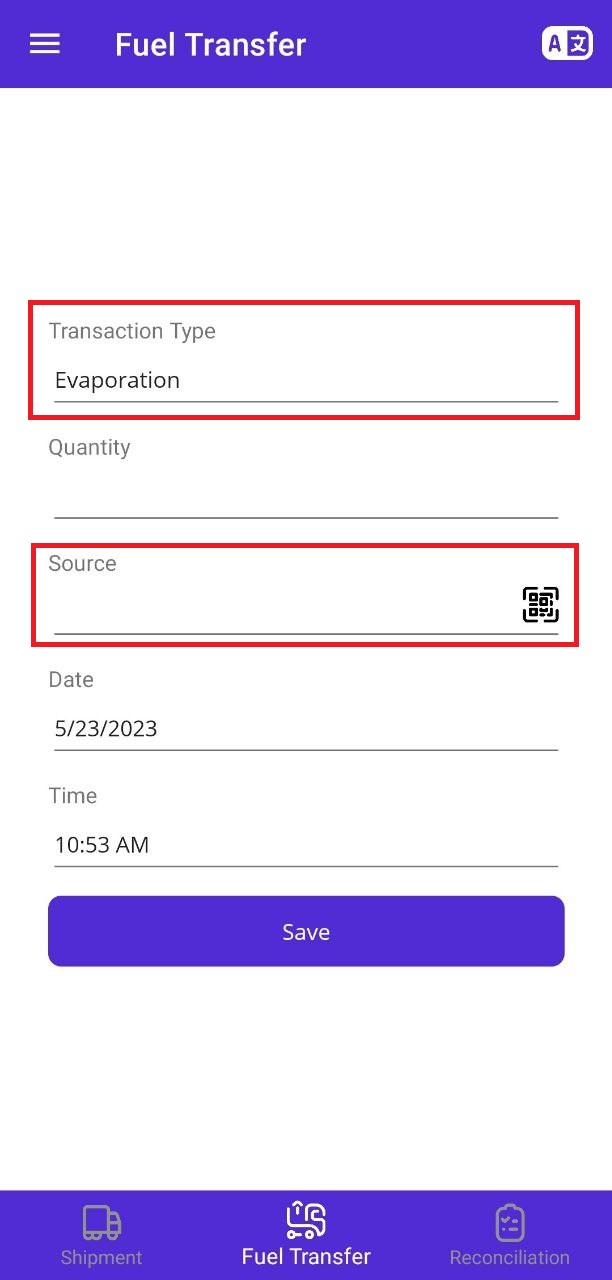 Fuel Transfer
A 文
Transaction Type
Evaporation
Quantity
Source
Date
5/23/2023
Time
10:53 AM
Save
Shipment
Fuel Transfer
Reconciliation